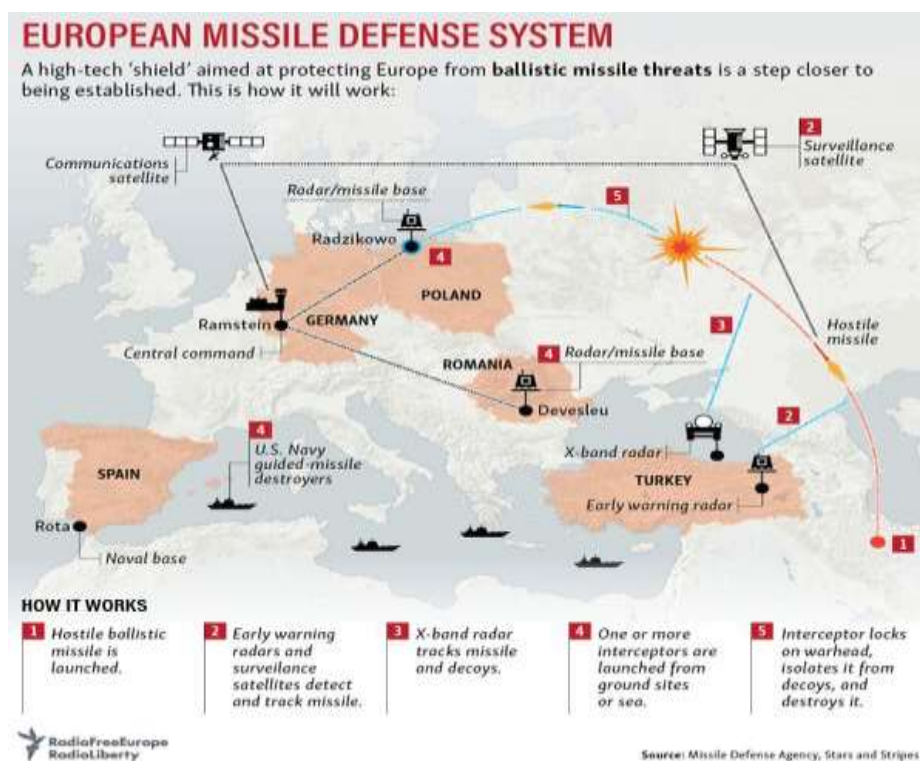 EUROPEAN MISSILE DEFENSE SYSTEM
A high-tech 'shield' aimed at protecting Europe from ballistic missile threats is a step closer to
being established. This is how it will work:
Communications
satellite
2
Surveillance
satellite
Radar/missile base
5
Radzikowo
4
POLAND
Ramstein
GERMANY
Central command
3
Hostile
missile
ROMANIA
4 Radar/missile base
Devesleu
2
4
U.S. Navy
guided-missile
destroyers
X-band radar
SPAIN
TURKEY
Early warning radar
Rota
Naval base
1
HOW IT WORKS
1 Hostile ballistic
missile is
launched.
2 Early warning
radars and
surveilance
satellites detect
and track missile.
3 X-band radar
tracks missile
and decoys.
4 One or more
interceptors are
launched from
ground sites
or sea.
5 Interceptor locks
on warhead,
isolates it from
decoys, and
destroys it.
RadioFreeEurope
RadioLiberty
Source: Missile Defense Agency, Stars and Stripes